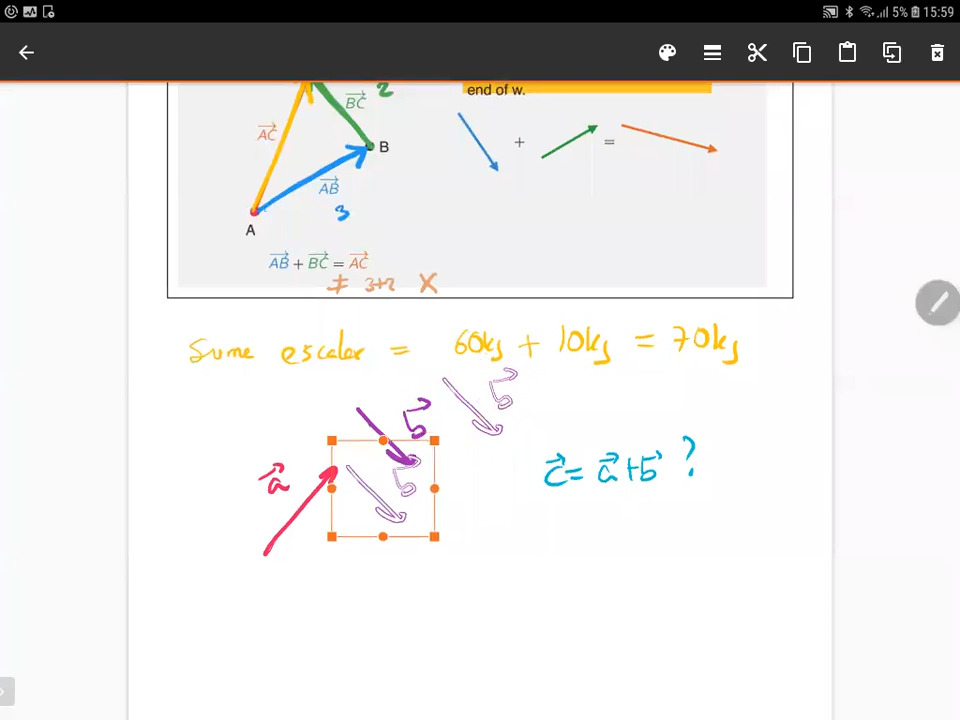 5% 15:59
end of w.
BC 2
AC
B
+ =
AB
3
A
AB + BC = AC
≠ 3+2 X
Sume escaler = 60kg + 10kg = 70kg
b
b
a
b
c = a + b ?